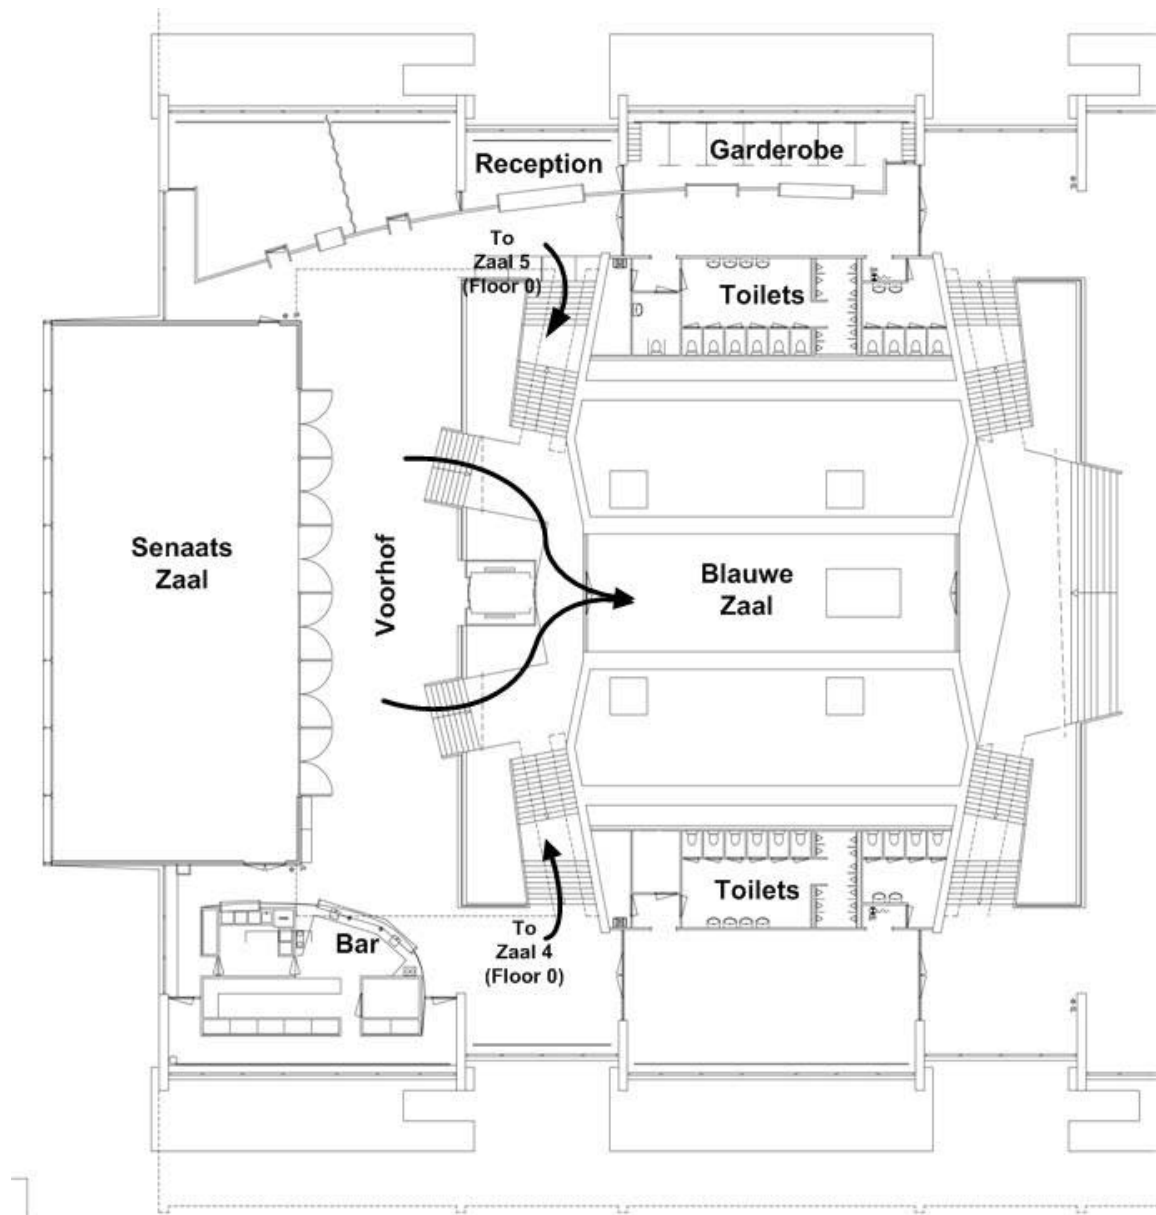 Garderobe
Reception
To
Zaal 5
(Floor 0)
Toilets
Senaats
Zaal
Voorhof
Blauwe
Zaal
Toilets
Bar
To
Zaal 4
(Floor 0)